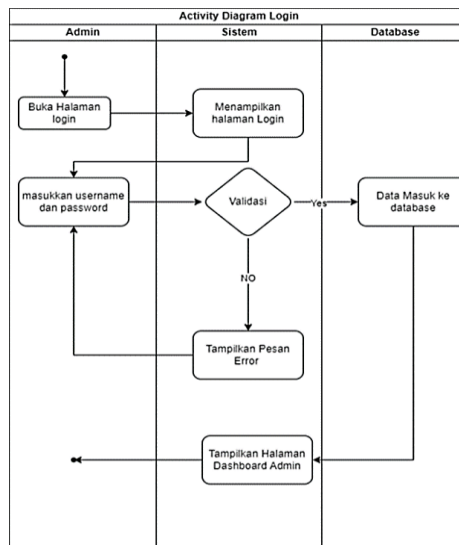 Activity Diagram Login
Admin
Sistem
Database
Buka Halaman
login
Menampilkan
halaman Login
masukkan username
dan password
Validasi
Yes
Data Masuk ke
database
NO
Tampilkan Pesan
Error
Tampilkan Halaman
Dashboard Admin